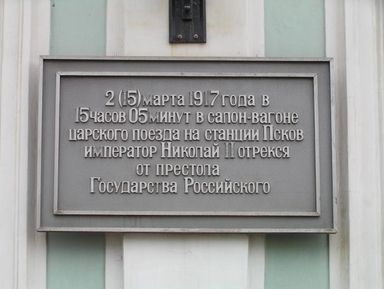 2 (15) марта 1917 года в
15 часов 05 минут в салон-вагоне
царского поезда на станции Псков
император Николай II отрекся
от престола
Государства Российского